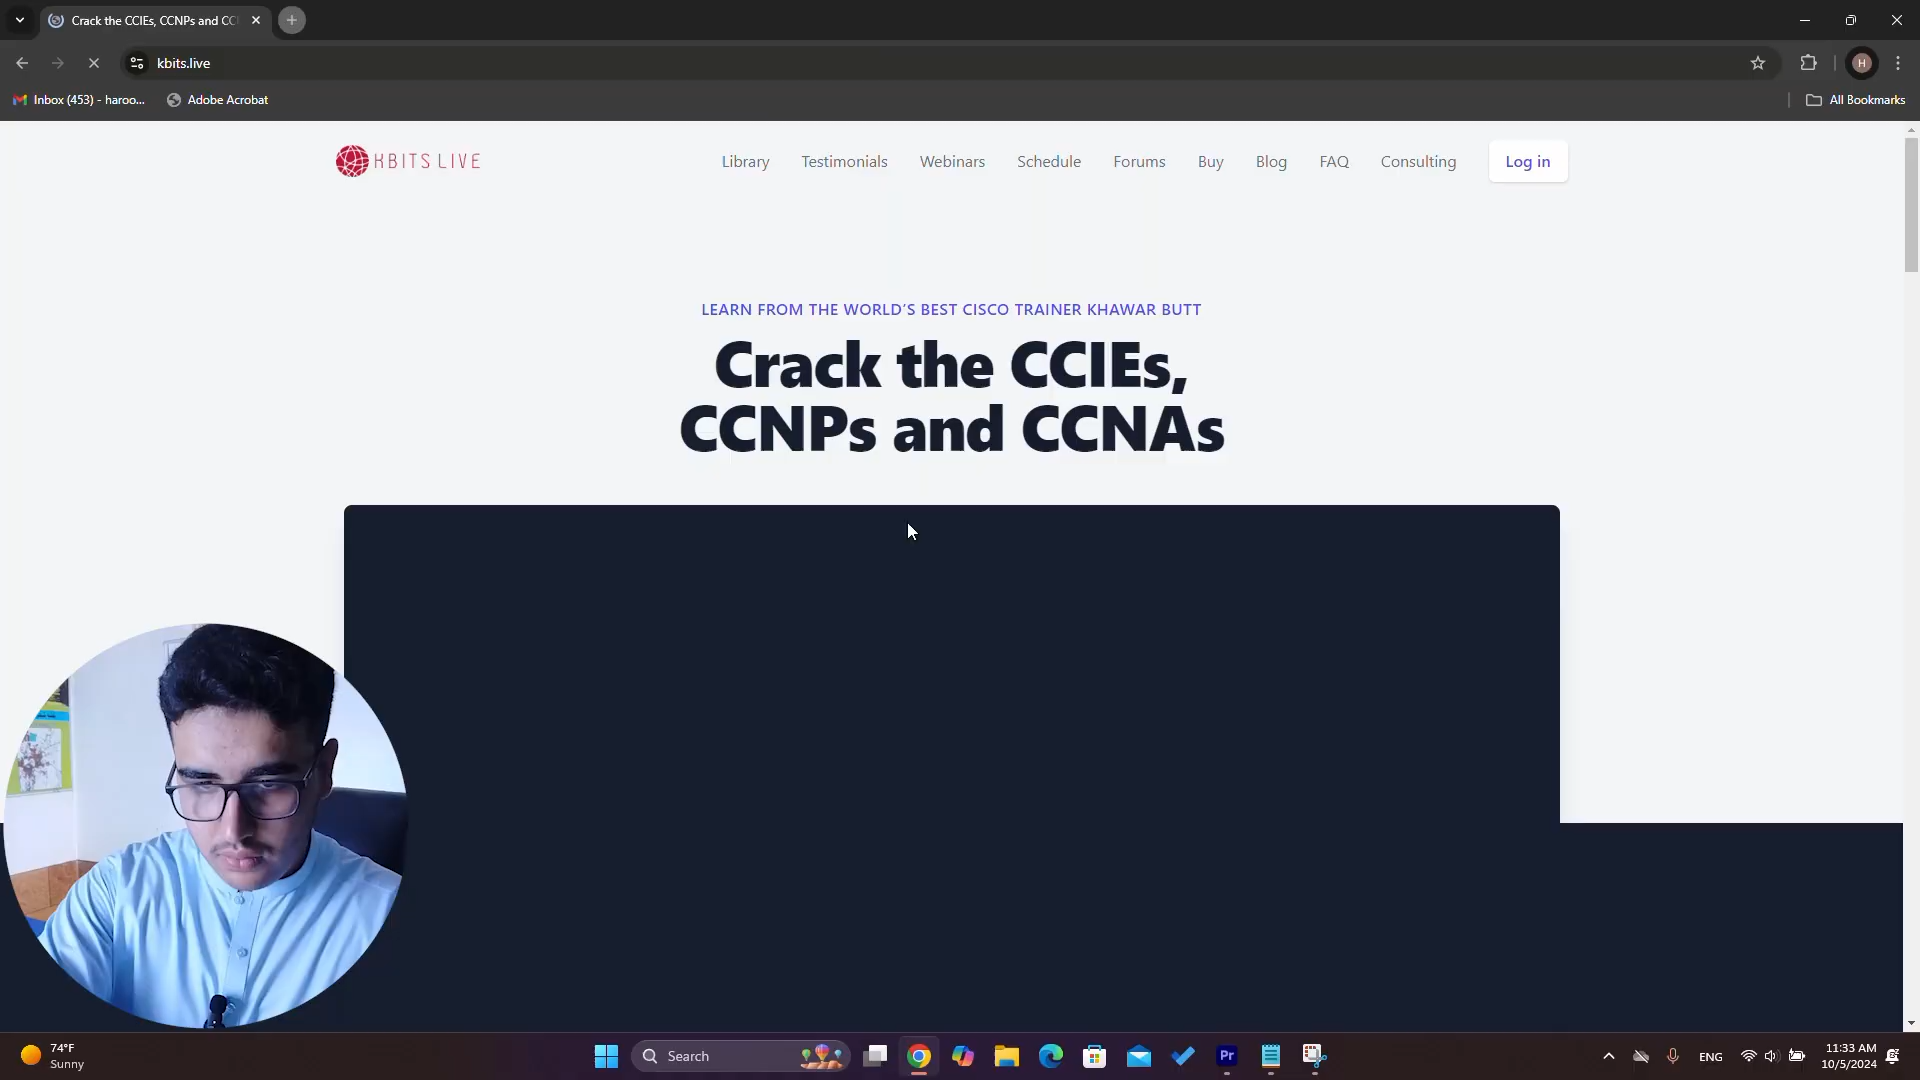 Crack the CCIEs, CCNPs and CC
kbits.live
H
Inbox (453) - haroo...
Adobe Acrobat
All Bookmarks
KBITS LIVE
Library
Testimonials
Webinars
Schedule
Forums
Buy
Blog
FAQ
Consulting
Log in
LEARN FROM THE WORLD'S BEST CISCO TRAINER KHAWAR BUTT
Crack the CCIEs,
CCNPs and CCNAs
74°F
Sunny
Search
Pr
ENG
11:33 AM
10/5/2024